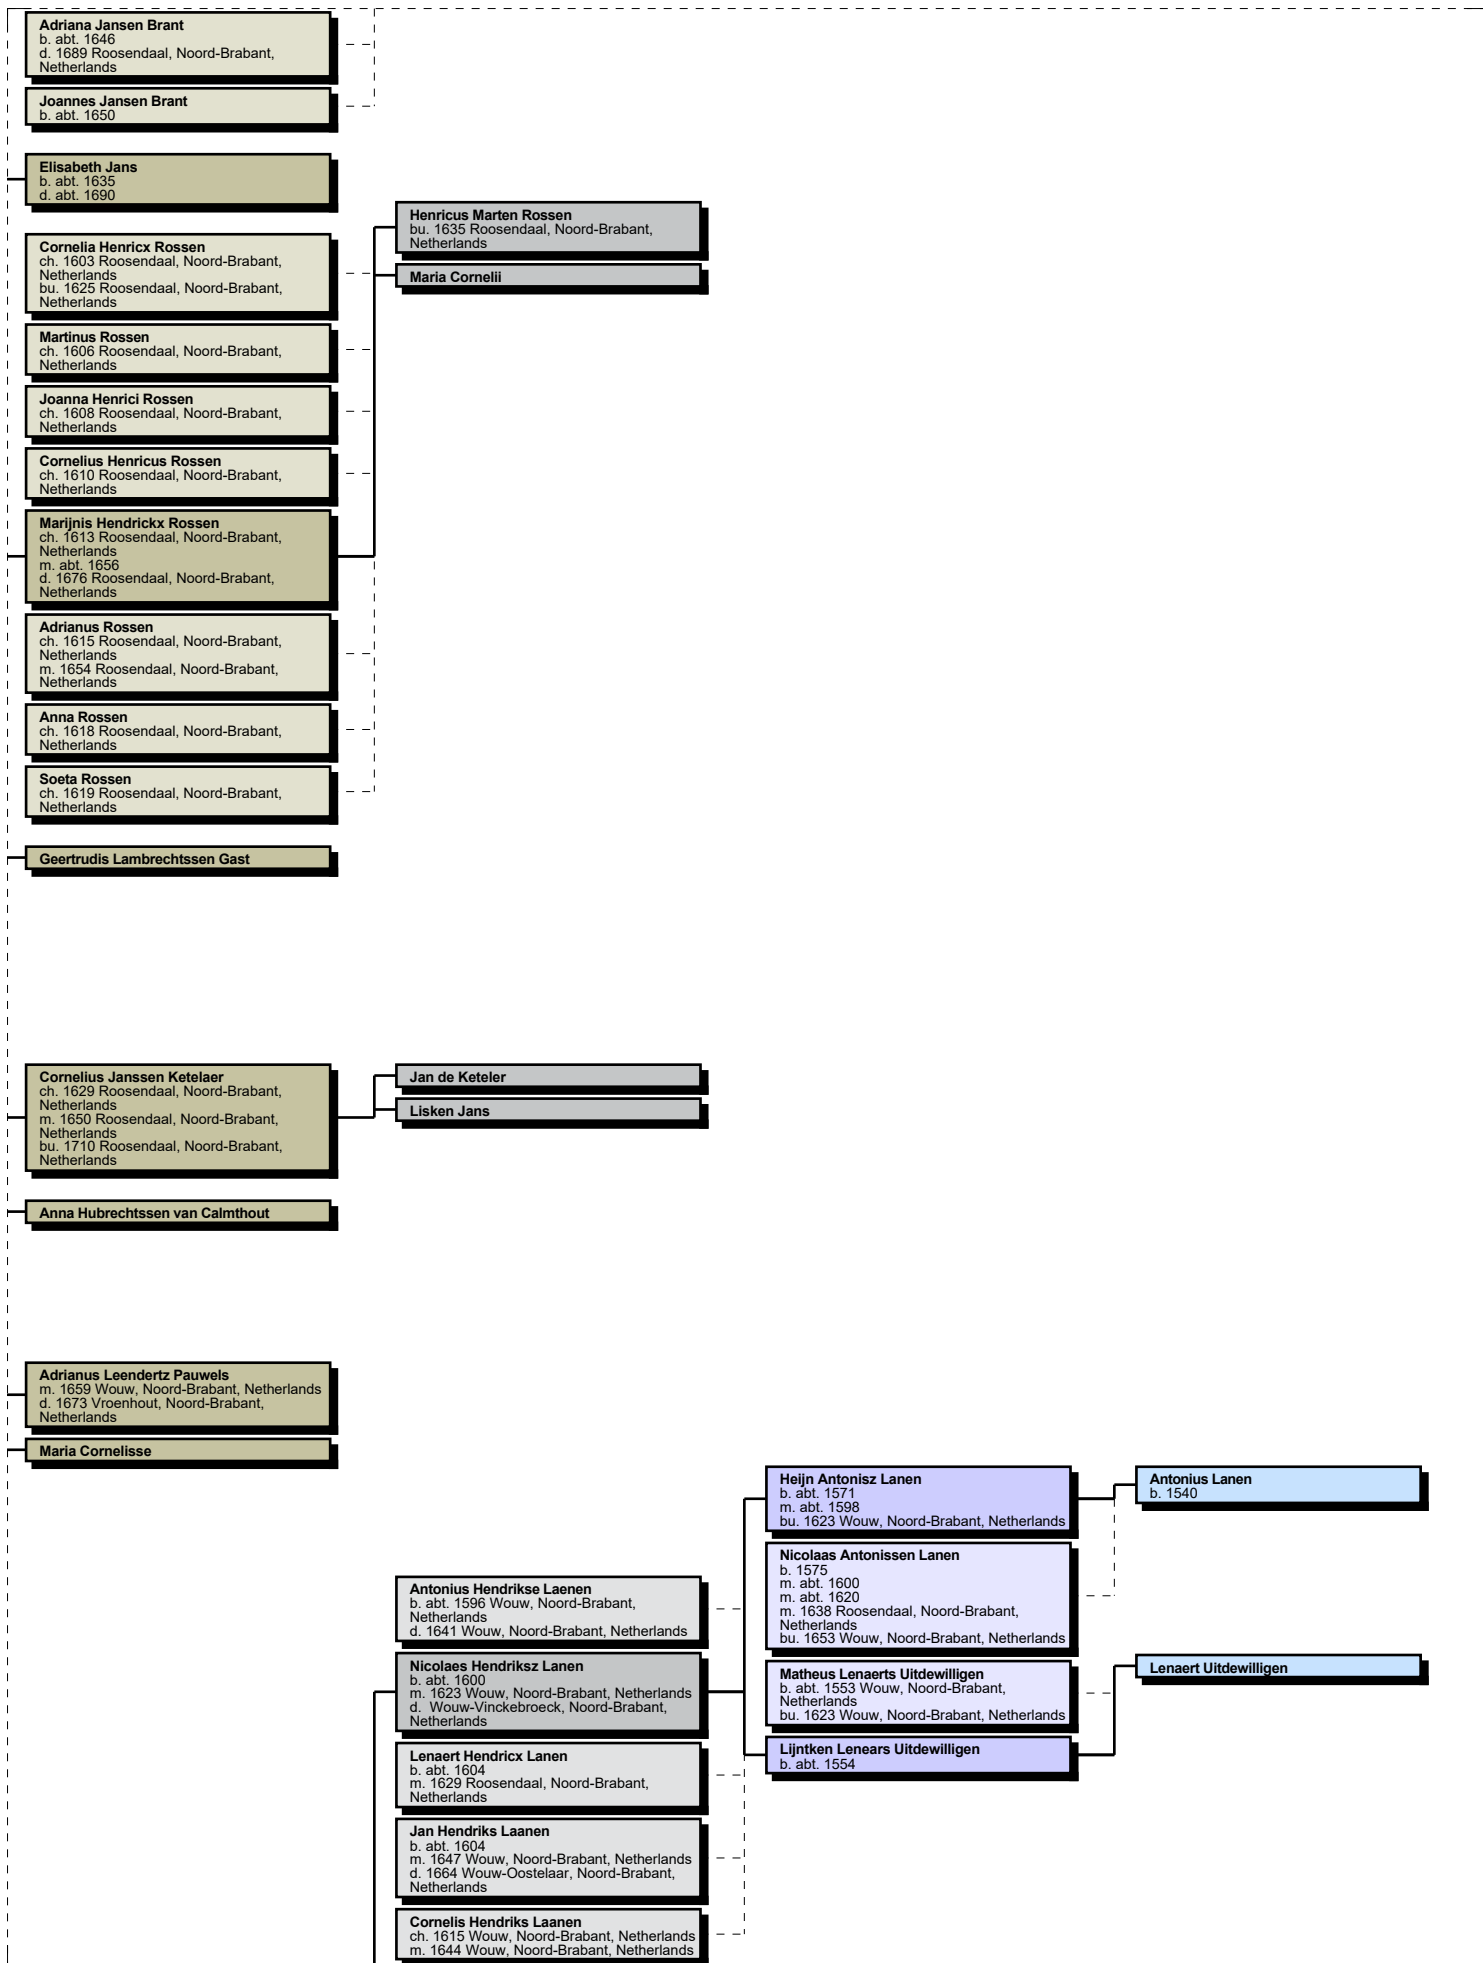 Adriana Jansen Brant
b. abt. 1646
d. 1689 Roosendaal, Noord-Brabant,
Netherlands
Joannes Jansen Brant
b. abt. 1650
Elisabeth Jans
b. abt. 1635
d. abt. 1690
Henricus Marten Rossen
bu. 1635 Roosendaal, Noord-Brabant,
Netherlands
Maria Cornelii
Cornelia Henricx Rossen
ch. 1603 Roosendaal, Noord-Brabant,
Netherlands
bu. 1625 Roosendaal, Noord-Brabant,
Netherlands
Martinus Rossen
ch. 1606 Roosendaal, Noord-Brabant,
Netherlands
Joanna Henrici Rossen
ch. 1608 Roosendaal, Noord-Brabant,
Netherlands
Cornelius Henricus Rossen
ch. 1610 Roosendaal, Noord-Brabant,
Netherlands
Marijnis Hendrickx Rossen
ch. 1613 Roosendaal, Noord-Brabant,
Netherlands
m. abt. 1656
d. 1676 Roosendaal, Noord-Brabant,
Netherlands
Adrianus Rossen
ch. 1615 Roosendaal, Noord-Brabant,
Netherlands
m. 1654 Roosendaal, Noord-Brabant,
Netherlands
Anna Rossen
ch. 1618 Roosendaal, Noord-Brabant,
Netherlands
Soeta Rossen
ch. 1619 Roosendaal, Noord-Brabant,
Netherlands
Geertrudis Lambrechtssen Gast
Cornelius Janssen Ketelaer
ch. 1629 Roosendaal, Noord-Brabant,
Netherlands
m. 1650 Roosendaal, Noord-Brabant,
Netherlands
bu. 1710 Roosendaal, Noord-Brabant,
Netherlands
Jan de Keteler
Lisken Jans
Anna Hubrechtssen van Calmthout
Adrianus Leendertz Pauwels
m. 1659 Wouw, Noord-Brabant, Netherlands
d. 1673 Vroenhout, Noord-Brabant,
Netherlands
Maria Cornelisse
Antonius Hendrikse Laenen
b. abt. 1596 Wouw, Noord-Brabant,
Netherlands
d. 1641 Wouw, Noord-Brabant, Netherlands
Nicolaes Hendriksz Lanen
b. abt. 1600
m. 1623 Wouw, Noord-Brabant, Netherlands
d.  Wouw-Vinckebroeck, Noord-Brabant,
Netherlands
Lenaert Hendricx Lanen
b. abt. 1604
m. 1629 Roosendaal, Noord-Brabant,
Netherlands
Jan Hendriks Laanen
b. abt. 1604
m. 1647 Wouw, Noord-Brabant, Netherlands
d. 1664 Wouw-Oostelaar, Noord-Brabant,
Netherlands
Cornelis Hendriks Laanen
ch. 1615 Wouw, Noord-Brabant, Netherlands
m. 1644 Wouw, Noord-Brabant, Netherlands
Heijn Antonisz Lanen
b. abt. 1571
m. abt. 1598
bu. 1623 Wouw, Noord-Brabant, Netherlands
Nicolaas Antonissen Lanen
b. 1575
m. abt. 1600
m. abt. 1620
m. 1638 Roosendaal, Noord-Brabant,
Netherlands
bu. 1653 Wouw, Noord-Brabant, Netherlands
Matheus Lenaerts Uitdewilligen
b. abt. 1553 Wouw, Noord-Brabant,
Netherlands
bu. 1623 Wouw, Noord-Brabant, Netherlands
Lijntken Lenears Uitdewilligen
b. abt. 1554
Antonius Lanen
b. 1540
Lenaert Uitdewilligen